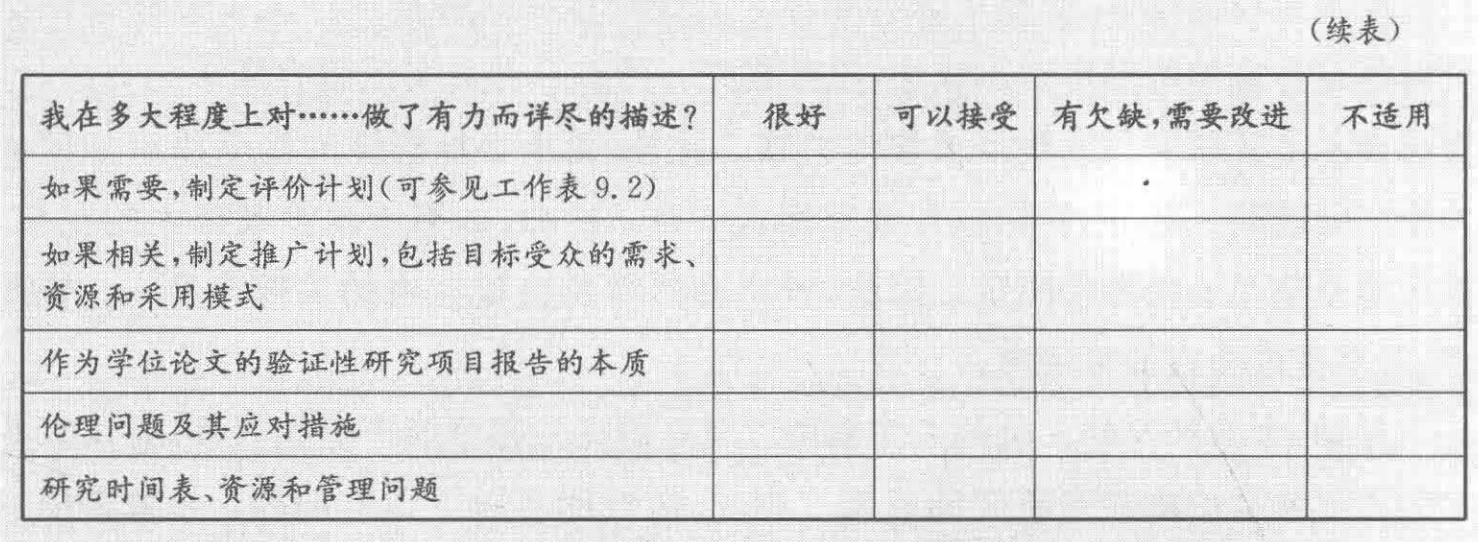 (续表)
我在多大程度上对……做了有力而详尽的描述? 很好 可以接受 有欠缺,需要改进 不适用
如果需要,制定评价计划(可参见工作表 9.2)
如果相关,制定推广计划,包括目标受众的需求、
资源和采用模式
作为学位论文的验证性研究项目报告的本质
伦理问题及其应对措施
研究时间表、资源和管理问题